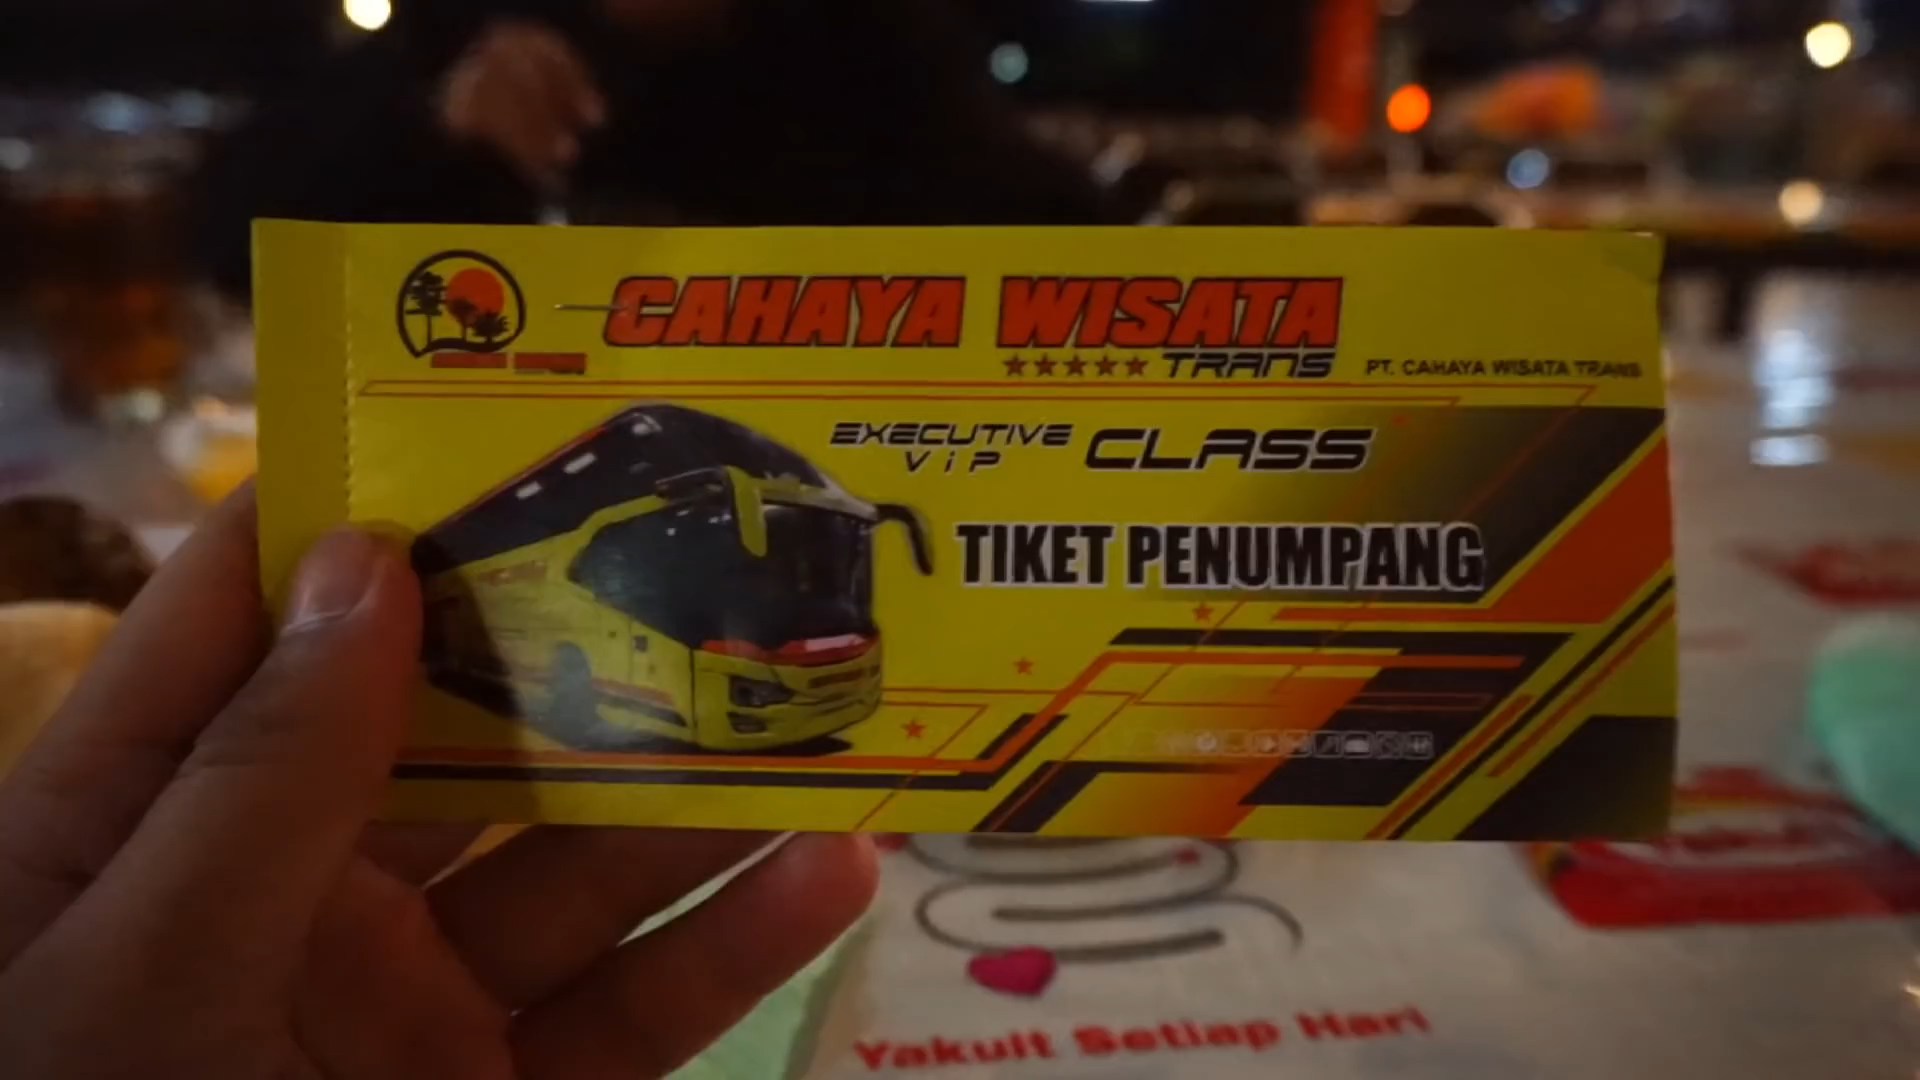 CAHAYA WISATA
TRANS
PT. CAHAYA WISATA TRANS
EXECUTIVE CLASS
ViP
TIKET PENUMPANG
Yakult Setiap Hari